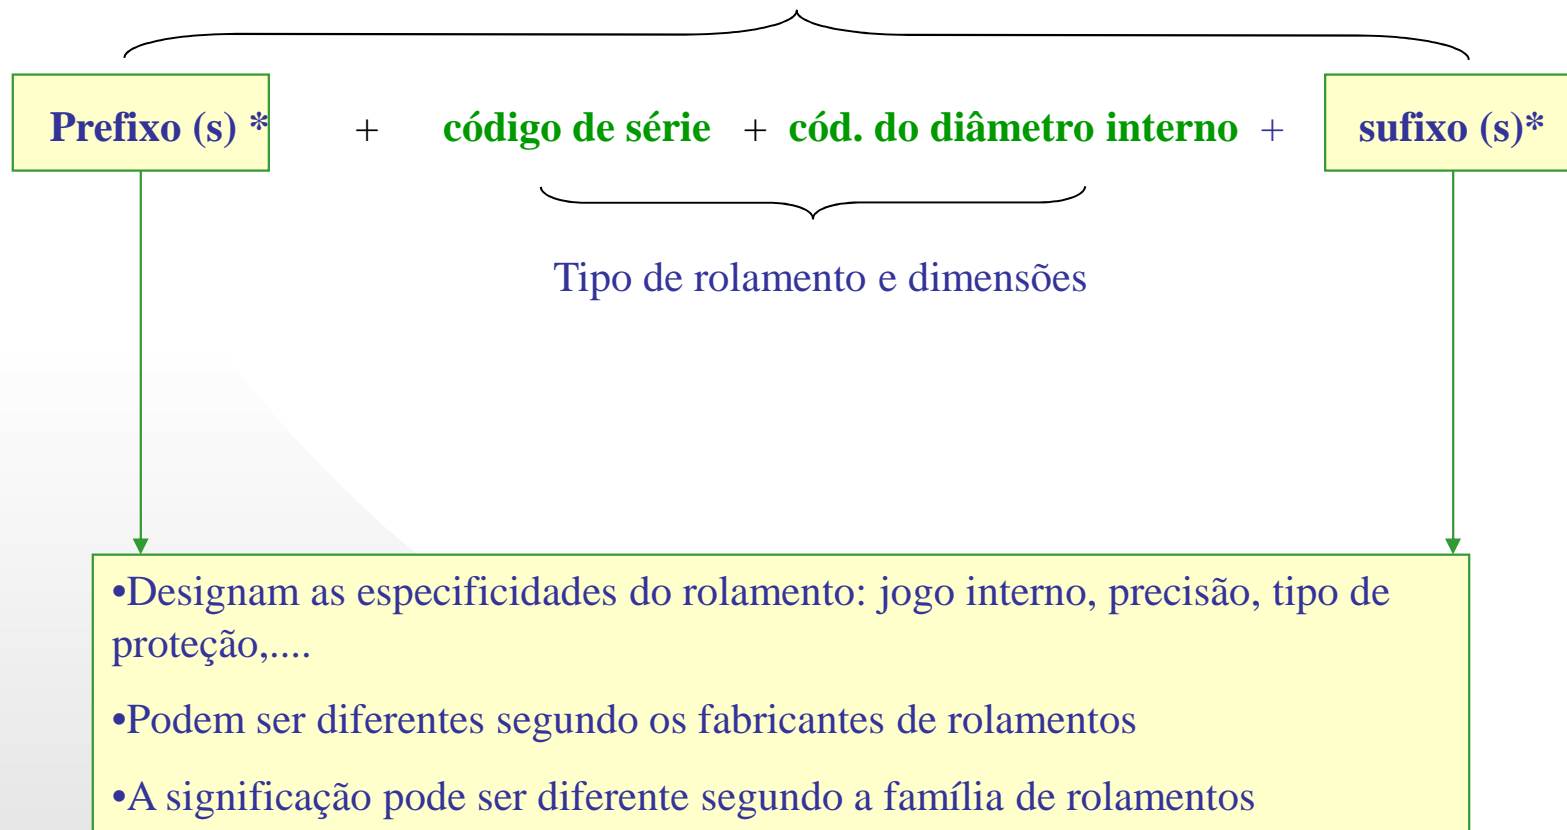 Prefixo (s) * + código de série + cód. do diâmetro interno + sufixo (s)*
Tipo de rolamento e dimensões
•Designam as especificidades do rolamento: jogo interno, precisão, tipo de
proteção,....
•Podem ser diferentes segundo os fabricantes de rolamentos
•A significação pode ser diferente segundo a família de rolamentos